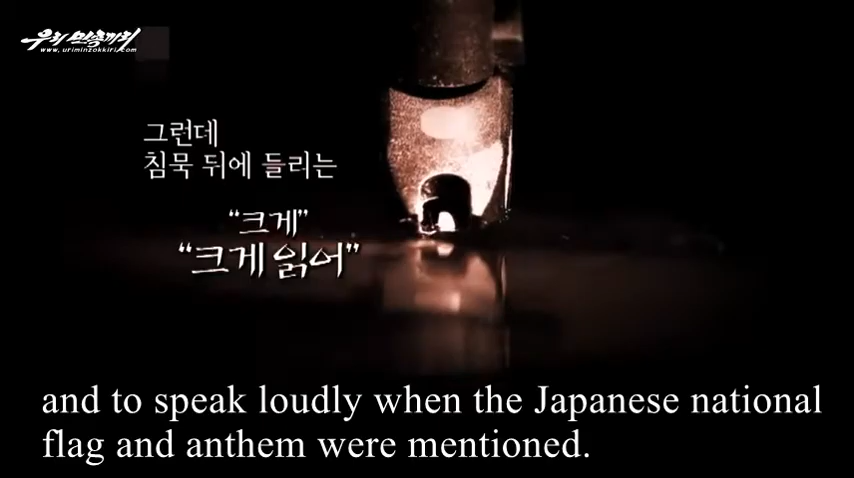 우리민족끼리
www.uriminzokkiri.com
그런데
침묵 뒤에 들리는
“크게”
“크게 읽어”
and to speak loudly when the Japanese national
flag and anthem were mentioned.